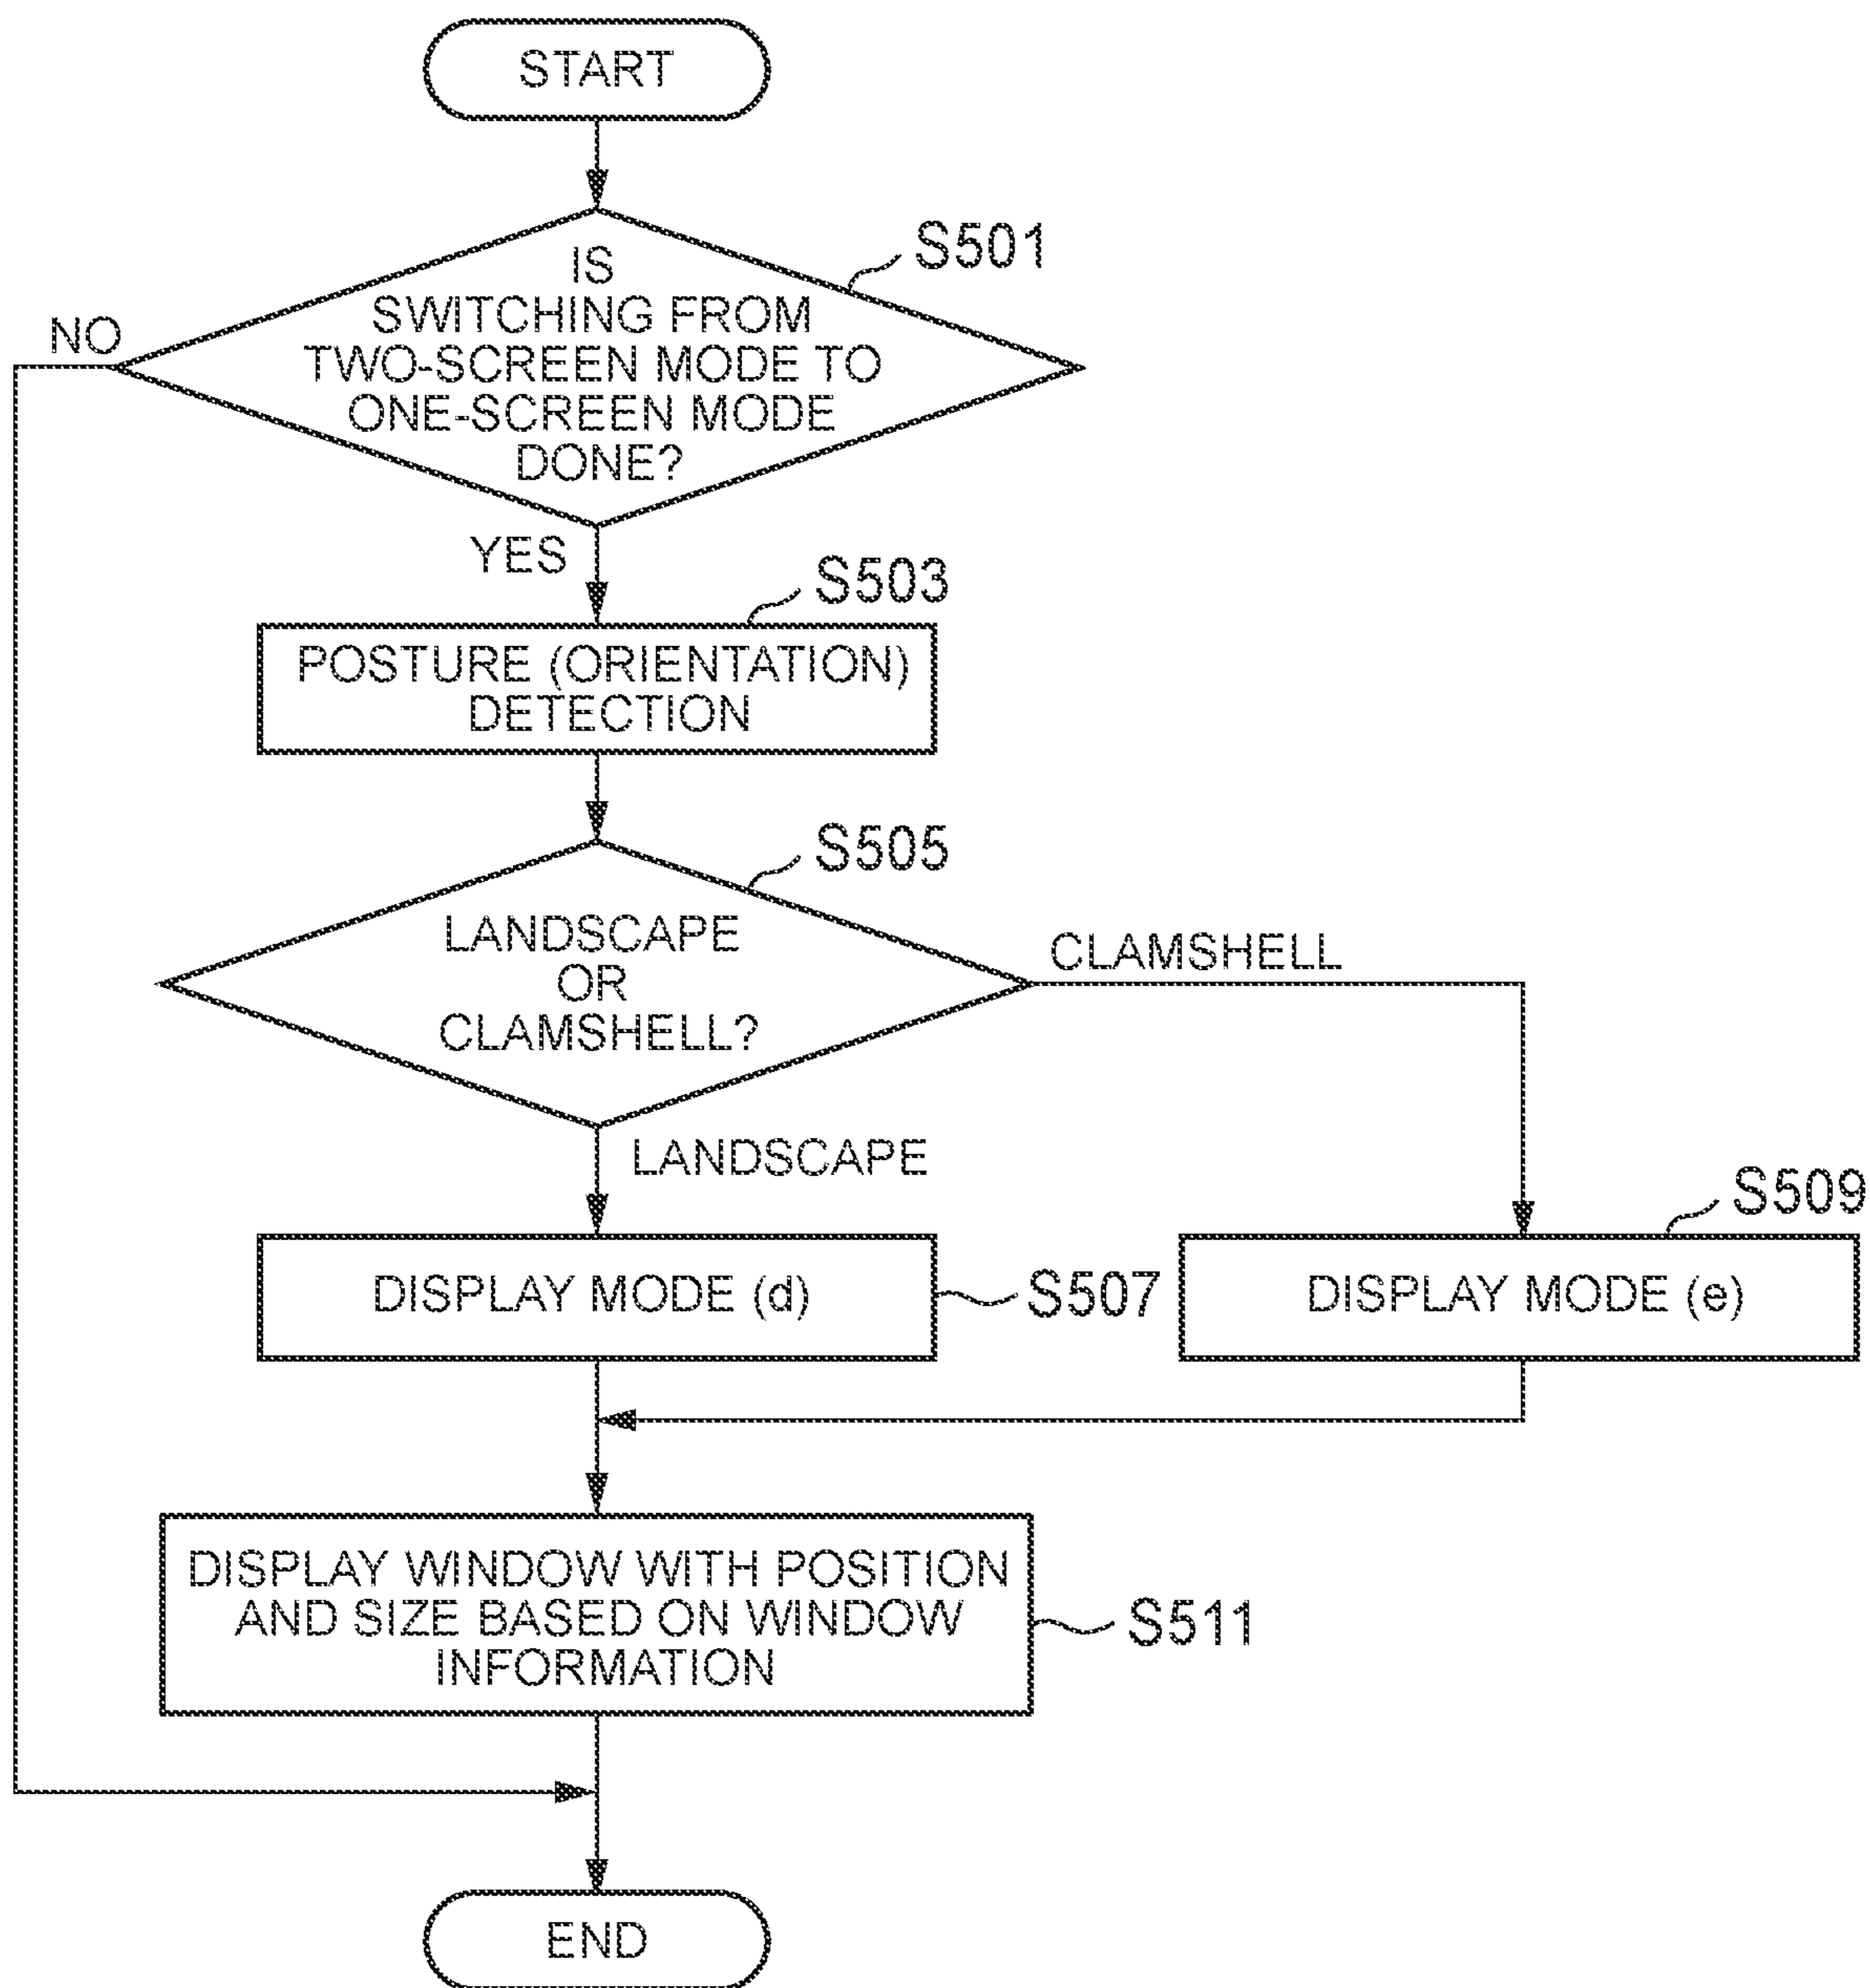 START
S501
IS
SWITCHING FROM
TWO-SCREEN MODE TO
ONE-SCREEN MODE
DONE?
NO
YES
S503
POSTURE (ORIENTATION)
DETECTION
S505
LANDSCAPE
OR
CLAMSHELL?
CLAMSHELL
LANDSCAPE
S509
DISPLAY MODE (d)
S507
DISPLAY MODE (e)
DISPLAY WINDOW WITH POSITION
AND SIZE BASED ON WINDOW
INFORMATION
S511
END